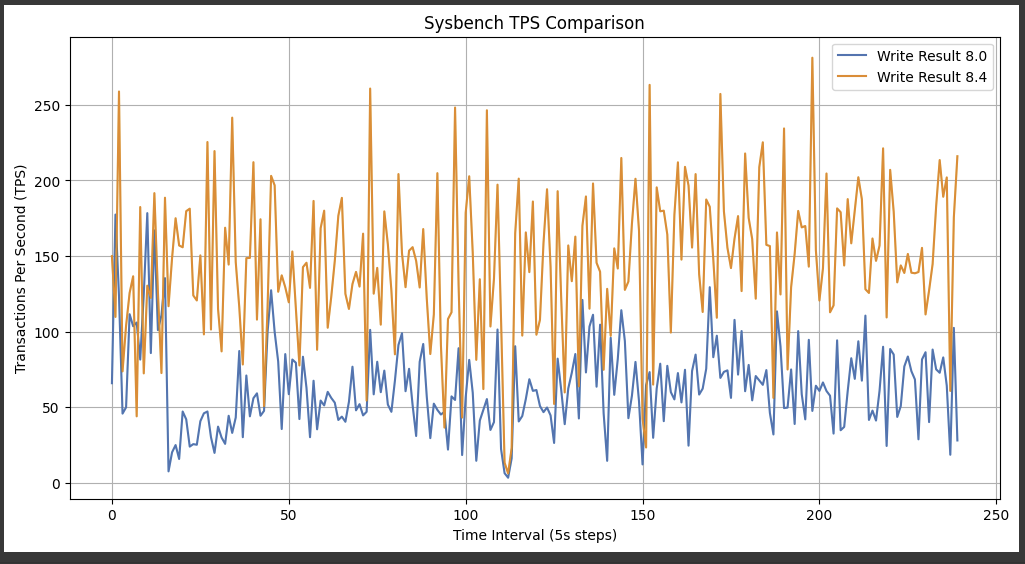 Sysbench TPS Comparison
Write Result 8.0
Write Result 8.4
Transactions Per Second (TPS)
250
200
150
100
50
0
0 50 100 150 200 250
Time Interval (5s steps)